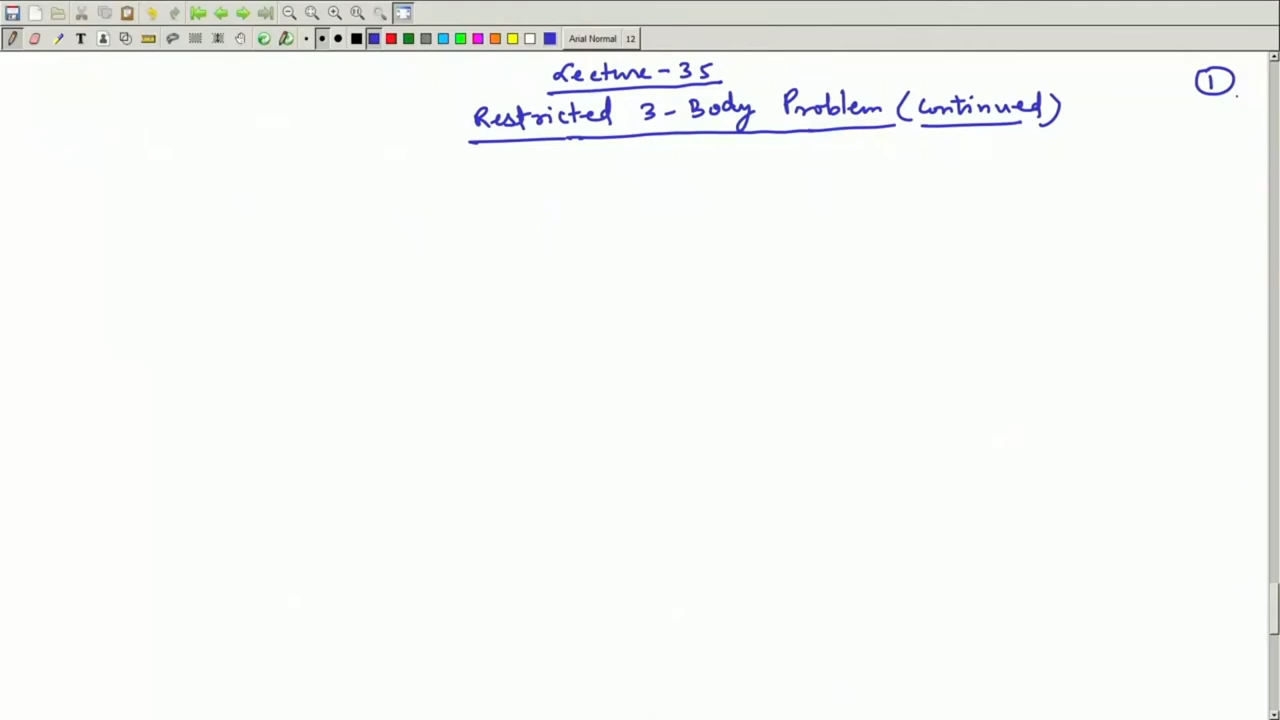 Arial Normal 12
Lecture - 35
1
Restricted 3 - Body Problem (Continued)